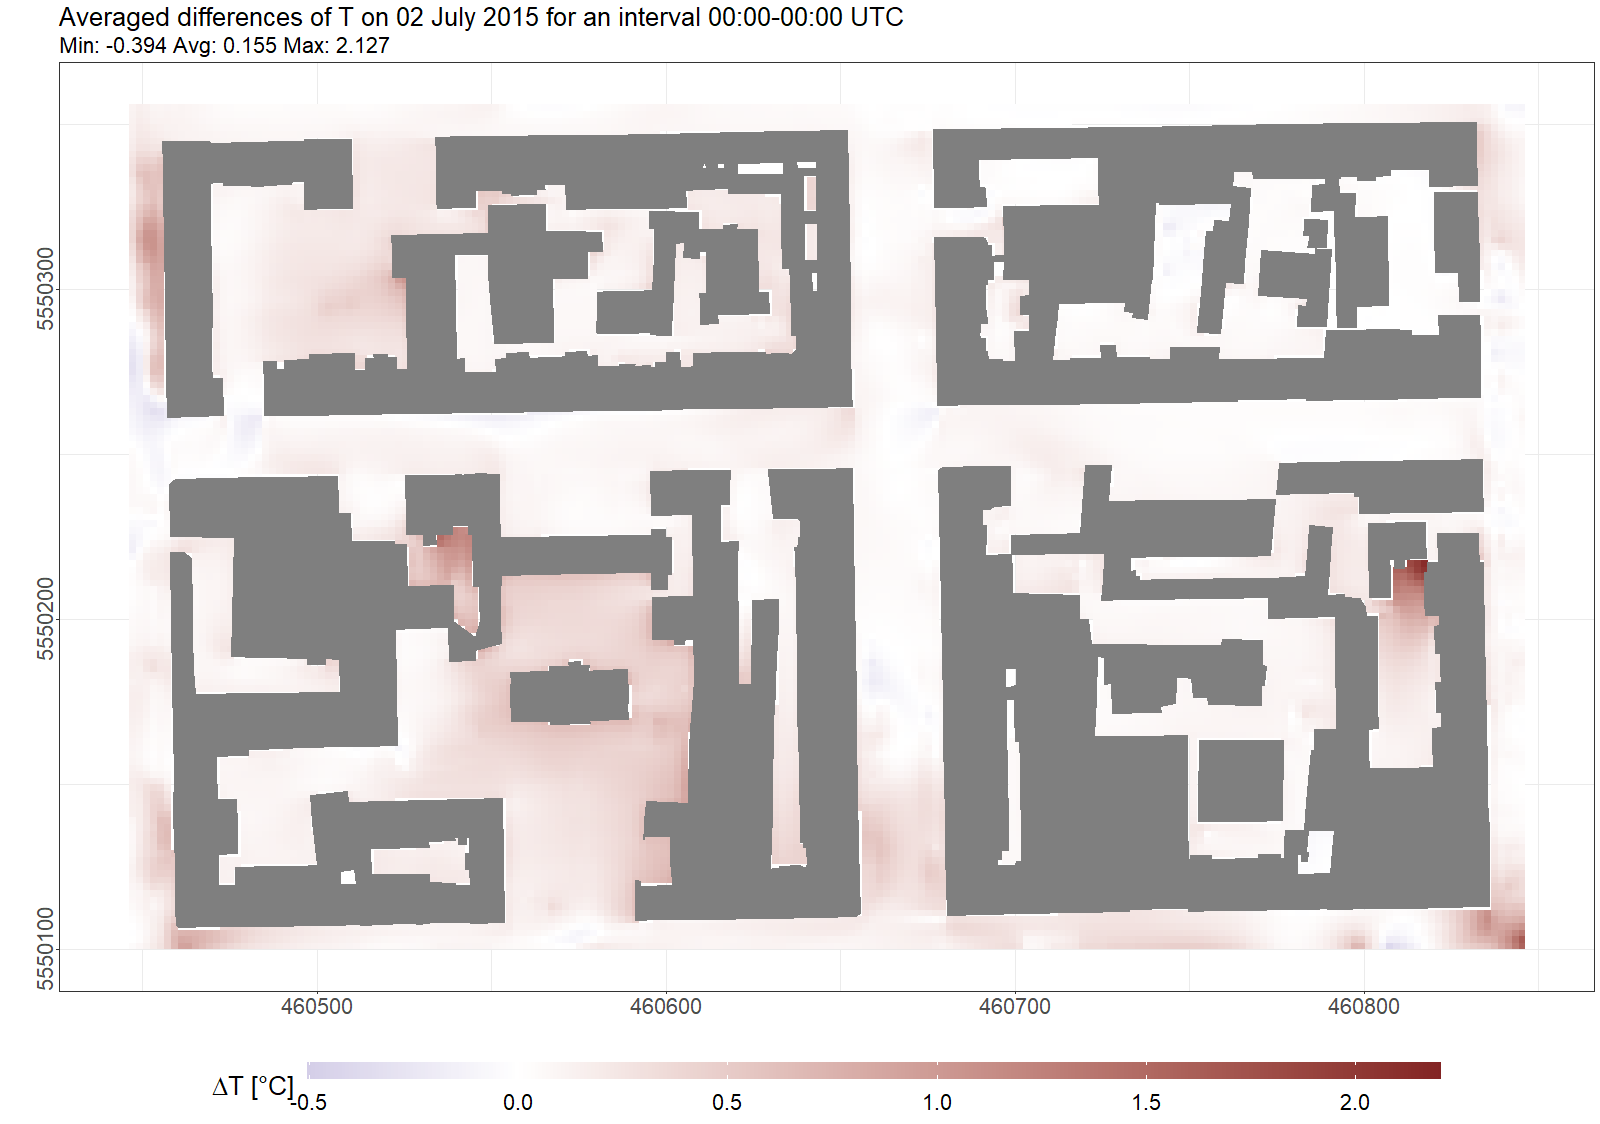 Averaged differences of T on 02 July 2015 for an interval 00:00-00:00 UTC
Min: -0.394 Avg: 0.155 Max: 2.127
5550300
5550200
5550100
460500 460600 460700 460800
ΔT [°C]
-0.5 0.0 0.5 1.0 1.5 2.0